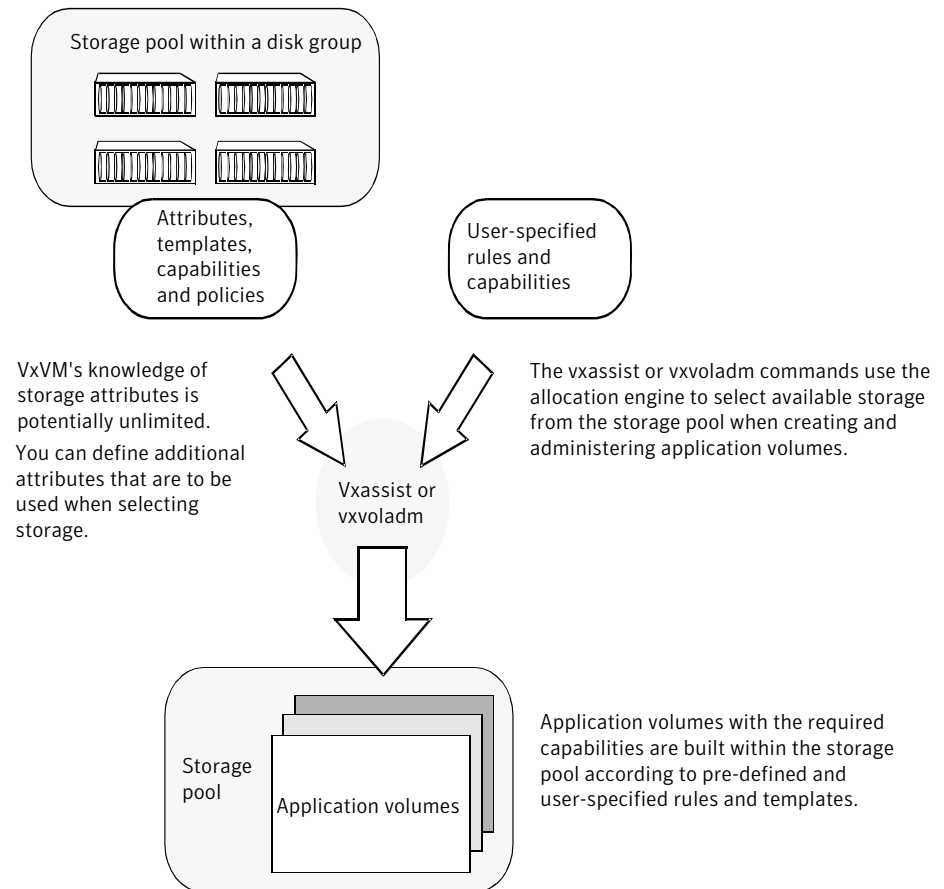 Storage pool within a disk group
Attributes,
templates,
capabilities
and policies
User-specified
rules and
capabilities
VxVM's knowledge of
storage attributes is
potentially unlimited.
You can define additional
attributes that are to be
used when selecting
storage.
The vxassist or vxvoladm commands use the
allocation engine to select available storage
from the storage pool when creating and
administering application volumes.
Vxassist or
vxvoladm
Storage
pool
Application volumes
Application volumes with the required
capabilities are built within the storage
pool according to pre-defined and
user-specified rules and templates.